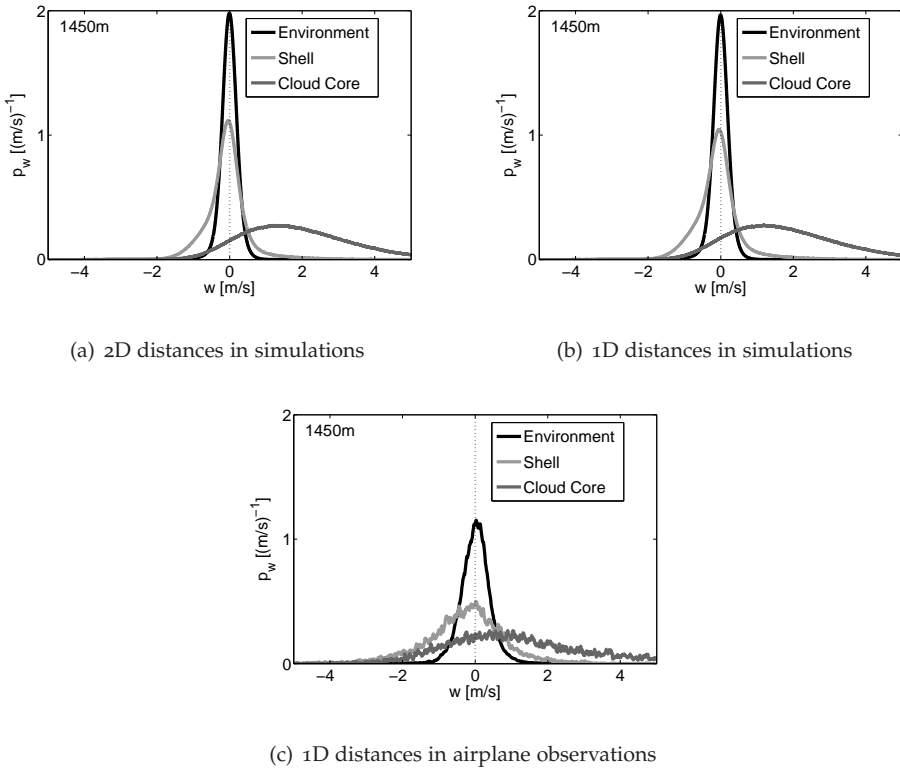 2
1450m
Environment
Shell
Cloud Core
p_w [(m/s)⁻¹]
1
0
−4 −2 0 2 4
w [m/s]
(a) 2D distances in simulations
2
1450m
Environment
Shell
Cloud Core
p_w [(m/s)⁻¹]
1
0
−4 −2 0 2 4
w [m/s]
(b) 1D distances in simulations
2
1450m
Environment
Shell
Cloud Core
p_w [(m/s)⁻¹]
1
0
−4 −2 0 2 4
w [m/s]
(c) 1D distances in airplane observations